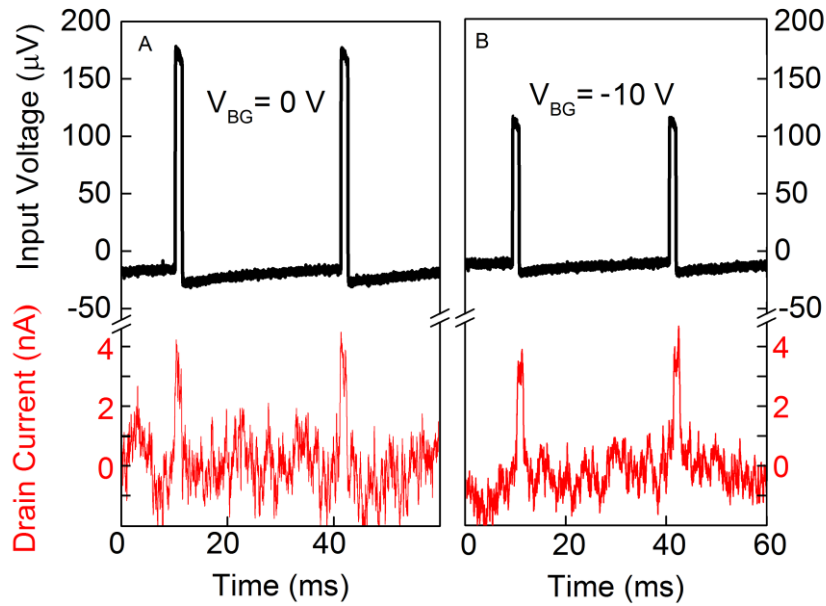 A
V_BG = 0 V
B
V_BG = -10 V
Input Voltage (μV)
Drain Current (nA)
200
150
100
50
0
-50
4
2
0
200
150
100
50
0
-50
4
2
0
0 20 40
0 20 40 60
Time (ms)
Time (ms)